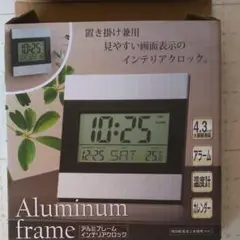 置き掛け兼用
見やすい画面表示の
インテリアクロック。
10:25
12:25 SAT 25
4.3
アラーム
温度計
カレンダー
Aluminum
frame
アルミフレーム
インテリアクロック